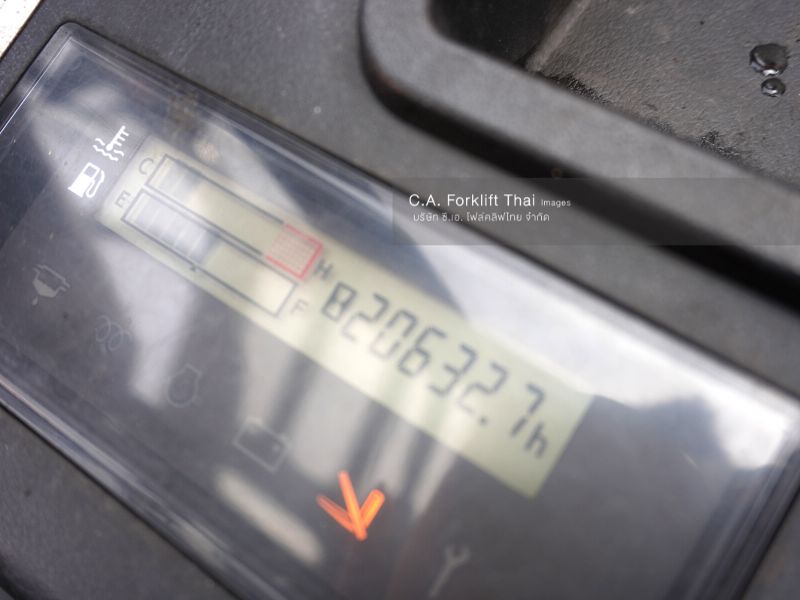 C.A. Forklift Thai Images
บริษัท ซี.เอ. โฟล์คลิฟไทย จำกัด
C H
E F
820632.7h